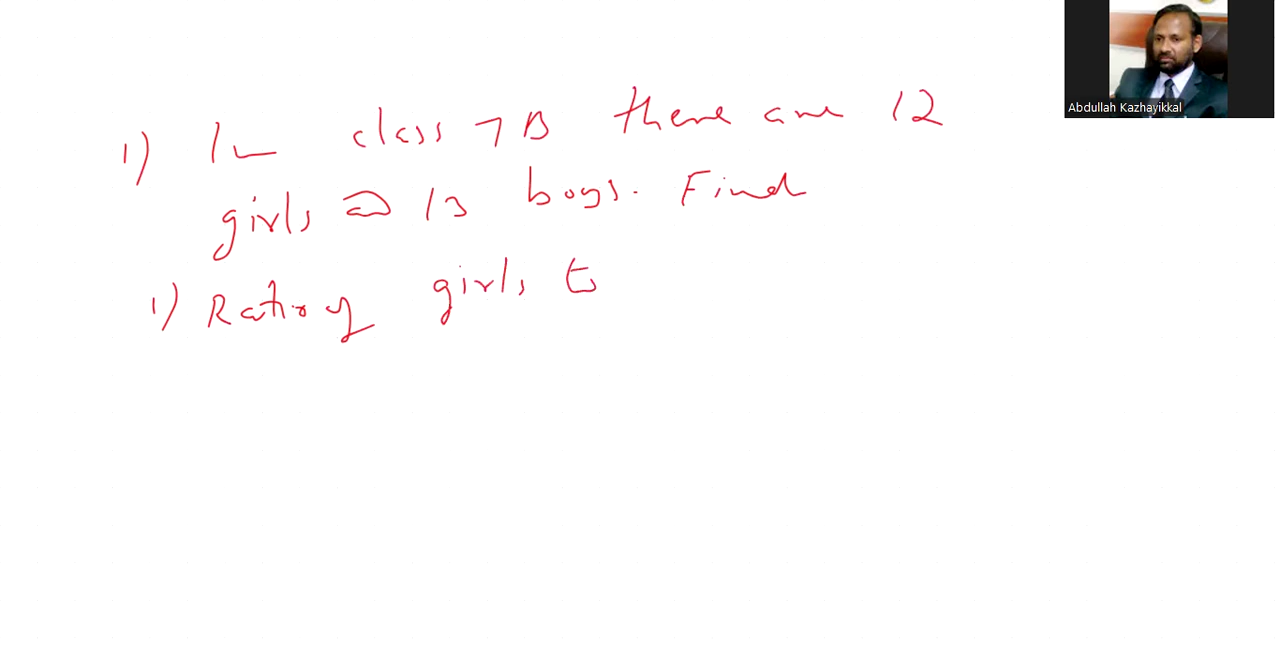 1) In class 7B there are 12
girls & 13 boys. Find
1) Ratio of girls to
Abdullah Kazhayikkal